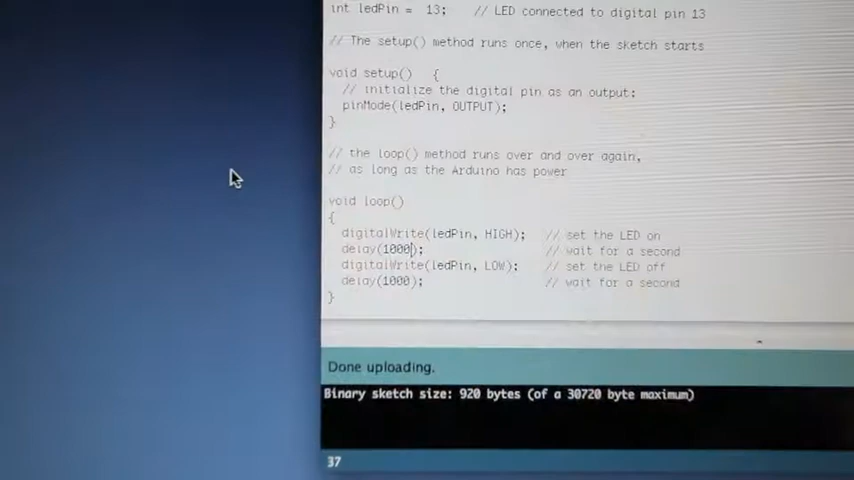 int ledPin = 13; // LED connected to digital pin 13
// The setup() method runs once, when the sketch starts
void setup() {
// initialize the digital pin as an output:
pinMode(ledPin, OUTPUT);
}
// the loop() method runs over and over again,
// as long as the Arduino has power
void loop()
{
digitalWrite(ledPin, HIGH); // set the LED on
delay(1000); // wait for a second
digitalWrite(ledPin, LOW); // set the LED off
delay(1000); // wait for a second
}
Done uploading.
Binary sketch size: 920 bytes (of a 30720 byte maximum)
37